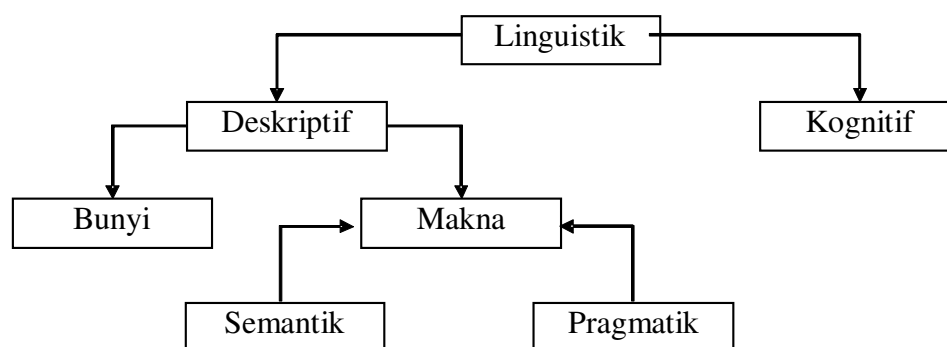 Linguistik
Deskriptif
Kognitif
Bunyi
Makna
Semantik
Pragmatik